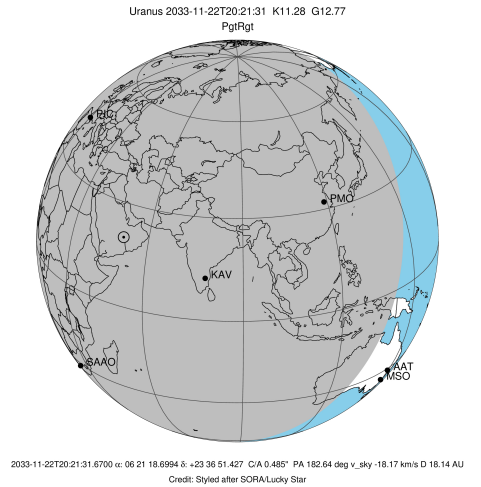 Uranus 2033-11-22T20:21:31 K11.28 G12.77
PgtRgt
PIC
PMO
KAV
SAAO
AAT
MSO
2033-11-22T20:21:31.6700 α: 06 21 18.6994 δ: +23 36 51.427 C/A 0.485" PA 182.64 deg v_sky -18.17 km/s D 18.14 AU
Credit: Styled after SORA/Lucky Star